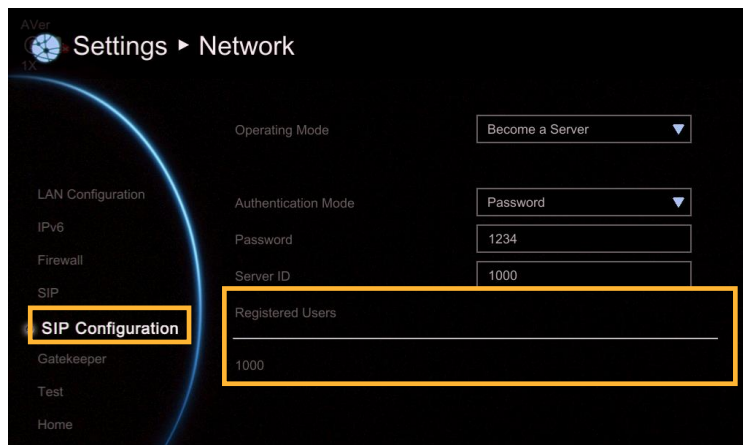 AVer
Settings ► Network
1X
Operating Mode
Become a Server
LAN Configuration
Authentication Mode
Password
IPv6
Password
1234
Firewall
Server ID
1000
SIP
Registered Users
SIP Configuration
Gatekeeper
1000
Test
Home